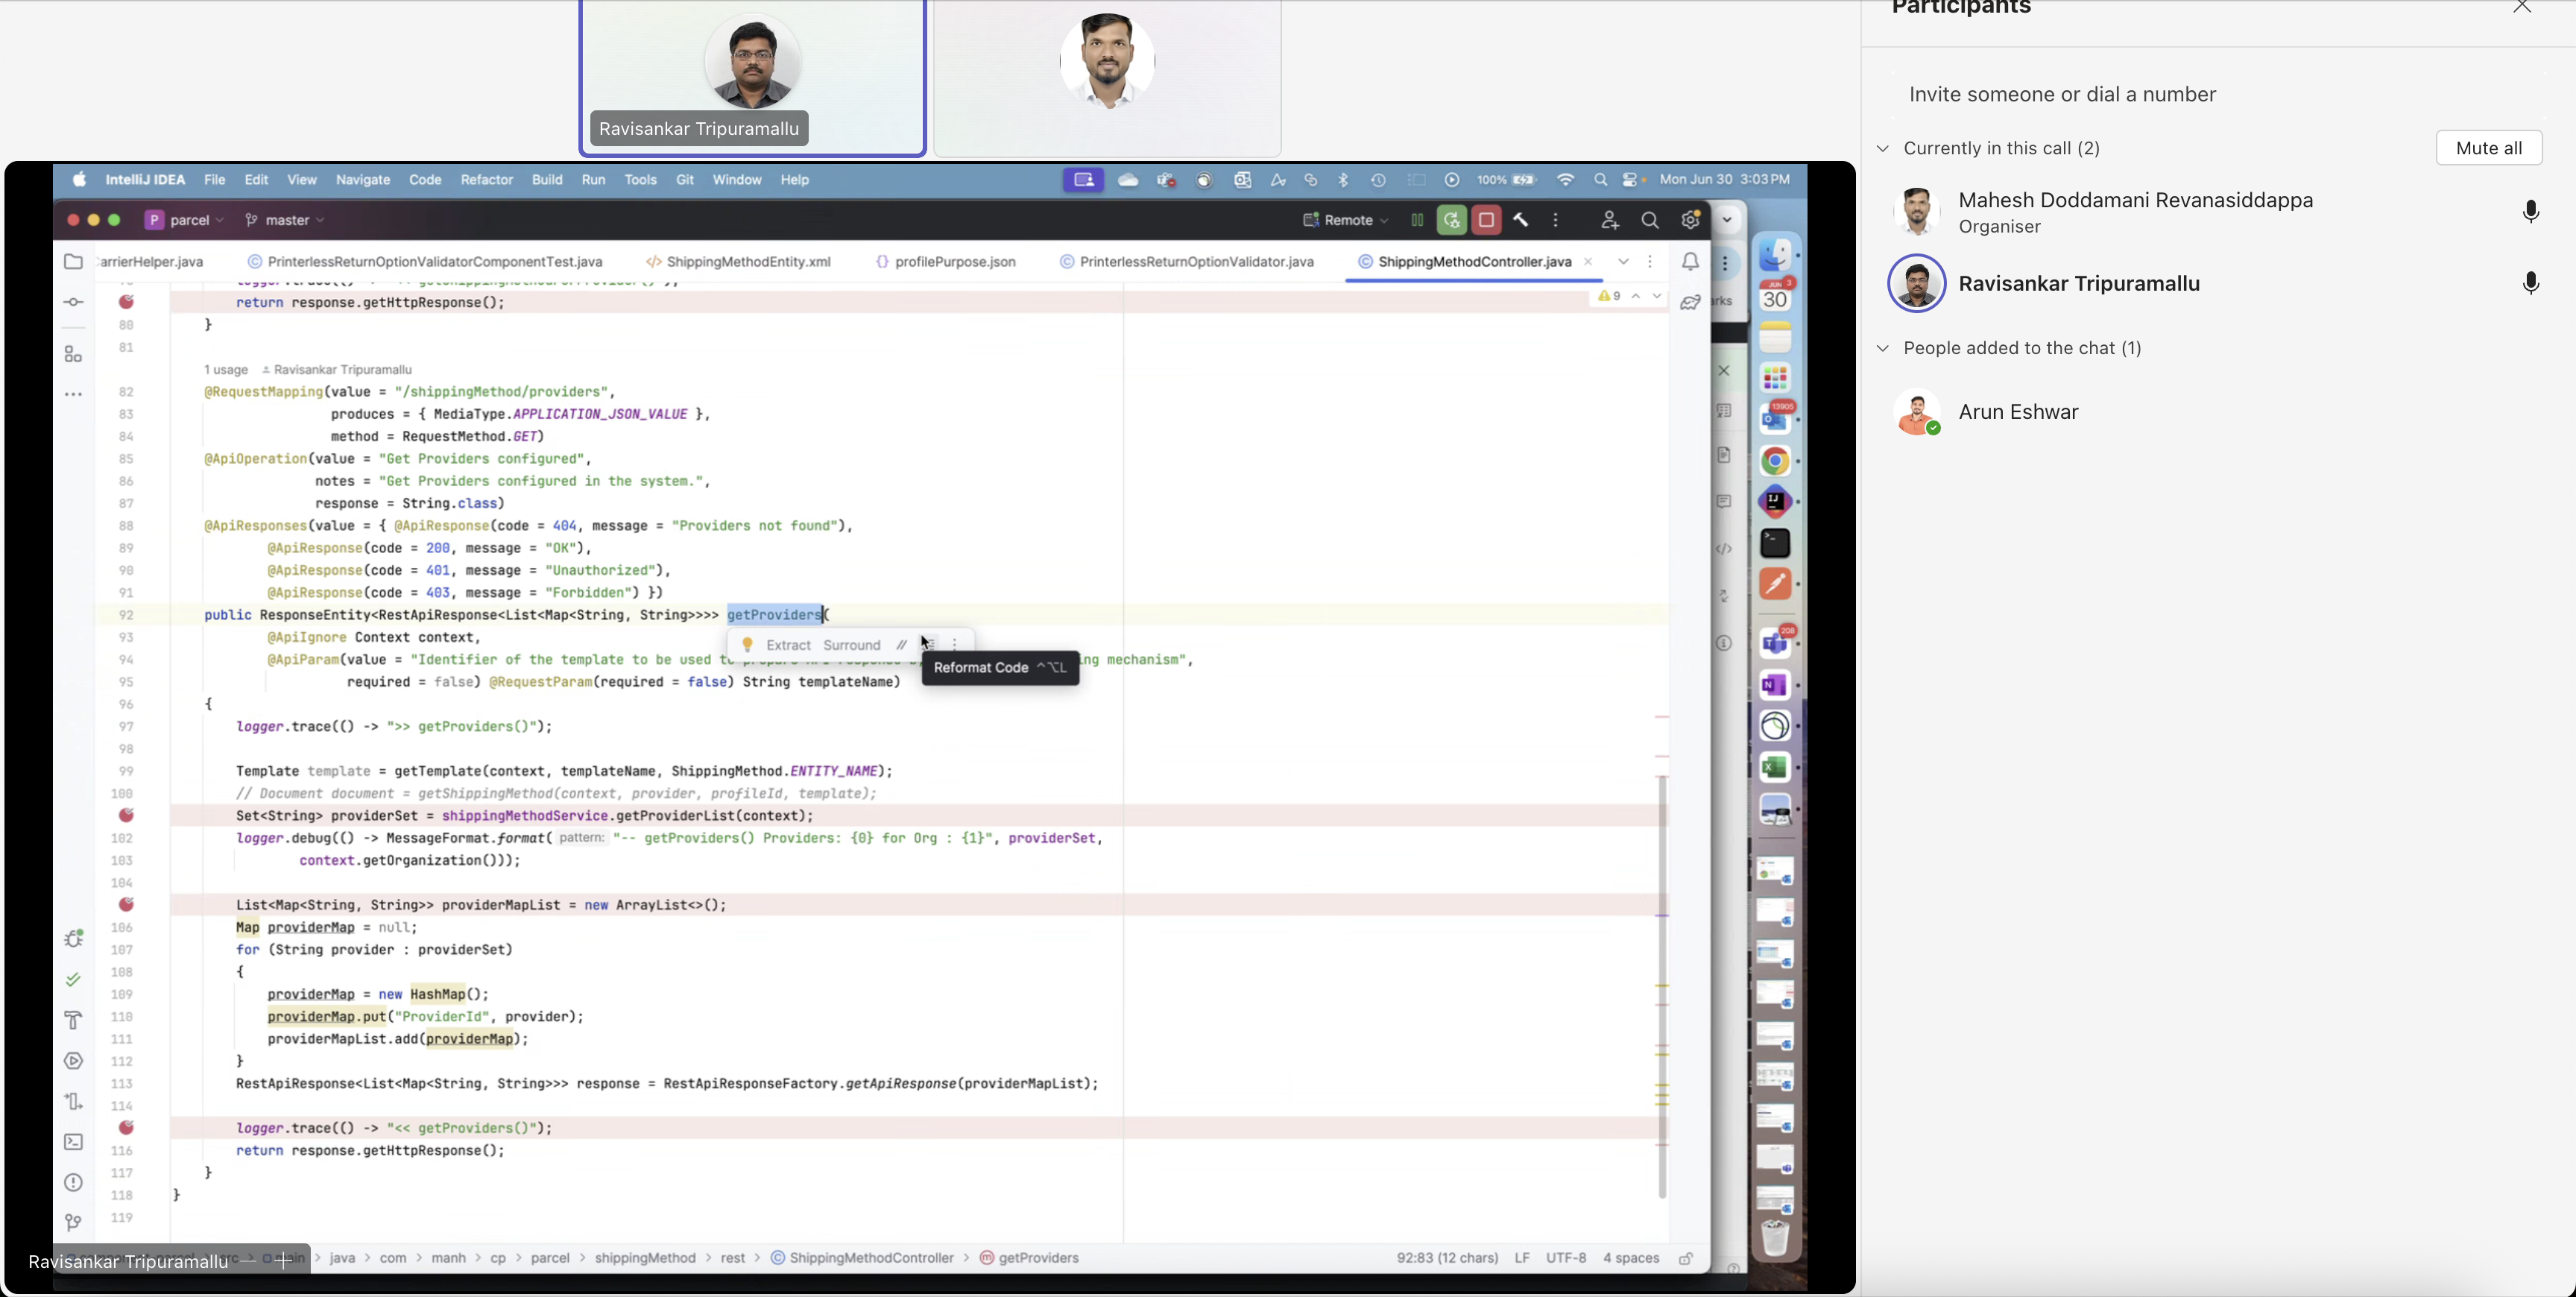 Participants
Invite someone or dial a number
Currently in this call (2)
Mute all
Mahesh Doddamani Revanasiddappa
Organiser
Ravisankar Tripuramallu
People added to the chat (1)
Arun Eshwar
Ravisankar Tripuramallu
IntelliJ IDEA File Edit View Navigate Code Refactor Build Run Tools Git Window Help
100% Mon Jun 30 3:03 PM
P parcel master Remote
arrierHelper.java PrinterlessReturnOptionValidatorComponentTest.java ShippingMethodEntity.xml profilePurpose.json PrinterlessReturnOptionValidator.java ShippingMethodController.java
return response.getHttpResponse();
9
80 }
81
1 usage Ravisankar Tripuramallu
82 @RequestMapping(value = "/shippingMethod/providers",
83 produces = { MediaType.APPLICATION_JSON_VALUE },
84 method = RequestMethod.GET)
85 @ApiOperation(value = "Get Providers configured",
86 notes = "Get Providers configured in the system.",
87 response = String.class)
88 @ApiResponses(value = { @ApiResponse(code = 404, message = "Providers not found"),
89 @ApiResponse(code = 200, message = "OK"),
90 @ApiResponse(code = 401, message = "Unauthorized"),
91 @ApiResponse(code = 403, message = "Forbidden") })
92 public ResponseEntity<RestApiResponse<List<Map<String, String>>>> getProviders(
93 @ApiIgnore Context context,
Extract Surround //
94 @ApiParam(value = "Identifier of the template to be used ing mechanism",
Reformat Code ^⌥L
95 required = false) @RequestParam(required = false) String templateName)
96 {
97 logger.trace(() -> ">> getProviders()");
98
99 Template template = getTemplate(context, templateName, ShippingMethod.ENTITY_NAME);
100 // Document document = getShippingMethod(context, provider, profileId, template);
Set<String> providerSet = shippingMethodService.getProviderList(context);
102 logger.debug(() -> MessageFormat.format( pattern: "-- getProviders() Providers: {0} for Org : {1}", providerSet,
103 context.getOrganization()));
104
List<Map<String, String>> providerMapList = new ArrayList<>();
106 Map providerMap = null;
107 for (String provider : providerSet)
108 {
109 providerMap = new HashMap();
110 providerMap.put("ProviderId", provider);
111 providerMapList.add(providerMap);
112 }
113 RestApiResponse<List<Map<String, String>>> response = RestApiResponseFactory.getApiResponse(providerMapList);
114
logger.trace(() -> "<< getProviders()");
116 return response.getHttpResponse();
117 }
118 }
119
Ravisankar Tripuramallu
java > com > manh > cp > parcel > shippingMethod > rest > ShippingMethodController > getProviders
92:83 (12 chars) LF UTF-8 4 spaces
arks
JUN
30
3
13905
208